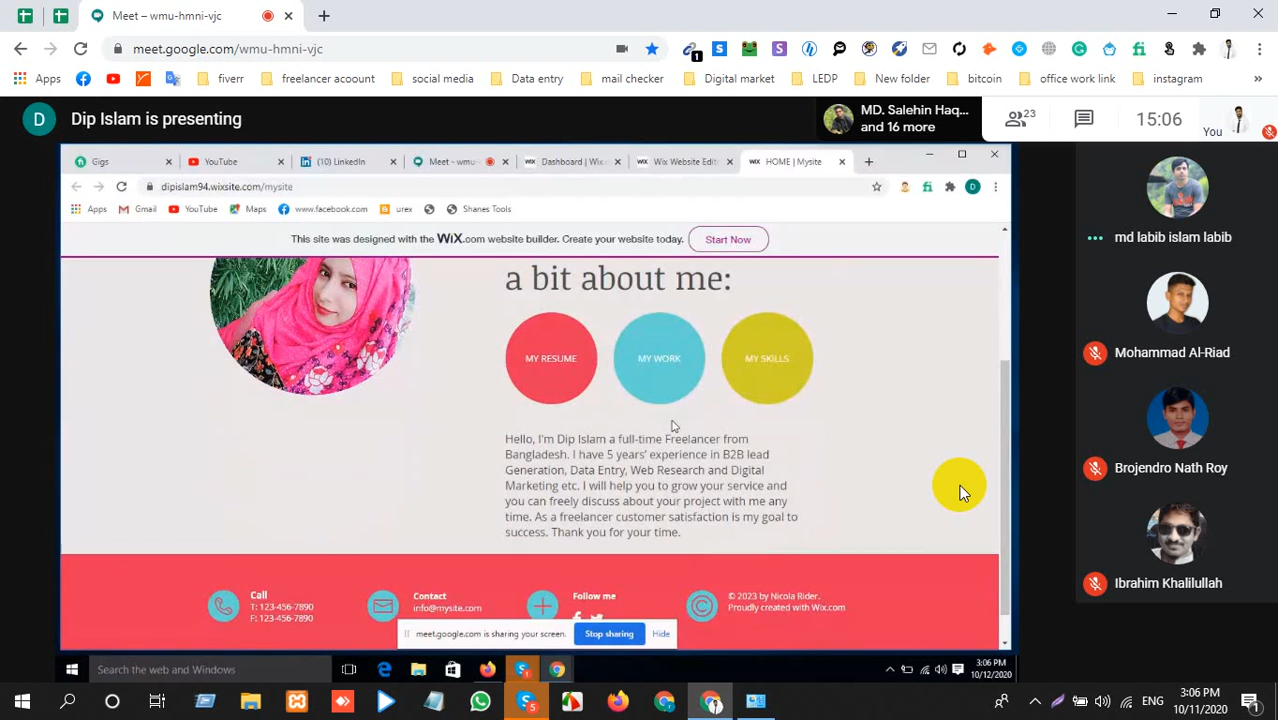 Meet – wmu-hmni-vjc
meet.google.com/wmu-hmni-vjc
1
Apps fiverr freelancer acoount social media Data entry mail checker Digital market LEDP New folder bitcoin office work link instagram
D Dip Islam is presenting
MD. Salehin Haq...
and 16 more
23
15:06
You
Gigs YouTube (10) LinkedIn Meet – wmu- WIX Dashboard | Wix. WIX Wix Website Edit WIX HOME | Mysite
dipislam94.wixsite.com/mysite
D
Apps Gmail YouTube Maps www.facebook.com urex Shanes Tools
This site was designed with the WiX.com website builder. Create your website today. Start Now
a bit about me:
MY RESUME MY WORK MY SKILLS
Hello, I'm Dip Islam a full-time Freelancer from
Bangladesh. I have 5 years' experience in B2B lead
Generation, Data Entry, Web Research and Digital
Marketing etc. I will help you to grow your service and
you can freely discuss about your project with me any
time. As a freelancer customer satisfaction is my goal to
success. Thank you for your time.
Call
T: 123-456-7890
F: 123-456-7890
Contact
info@mysite.com
Follow me
© 2023 by Nicola Rider.
Proudly created with Wix.com
meet.google.com is sharing your screen. Stop sharing Hide
Search the web and Windows
3:06 PM
10/12/2020
md labib islam labib
Mohammad Al-Riad
Brojendro Nath Roy
Ibrahim Khalilullah
5
ENG
3:06 PM
10/11/2020
1